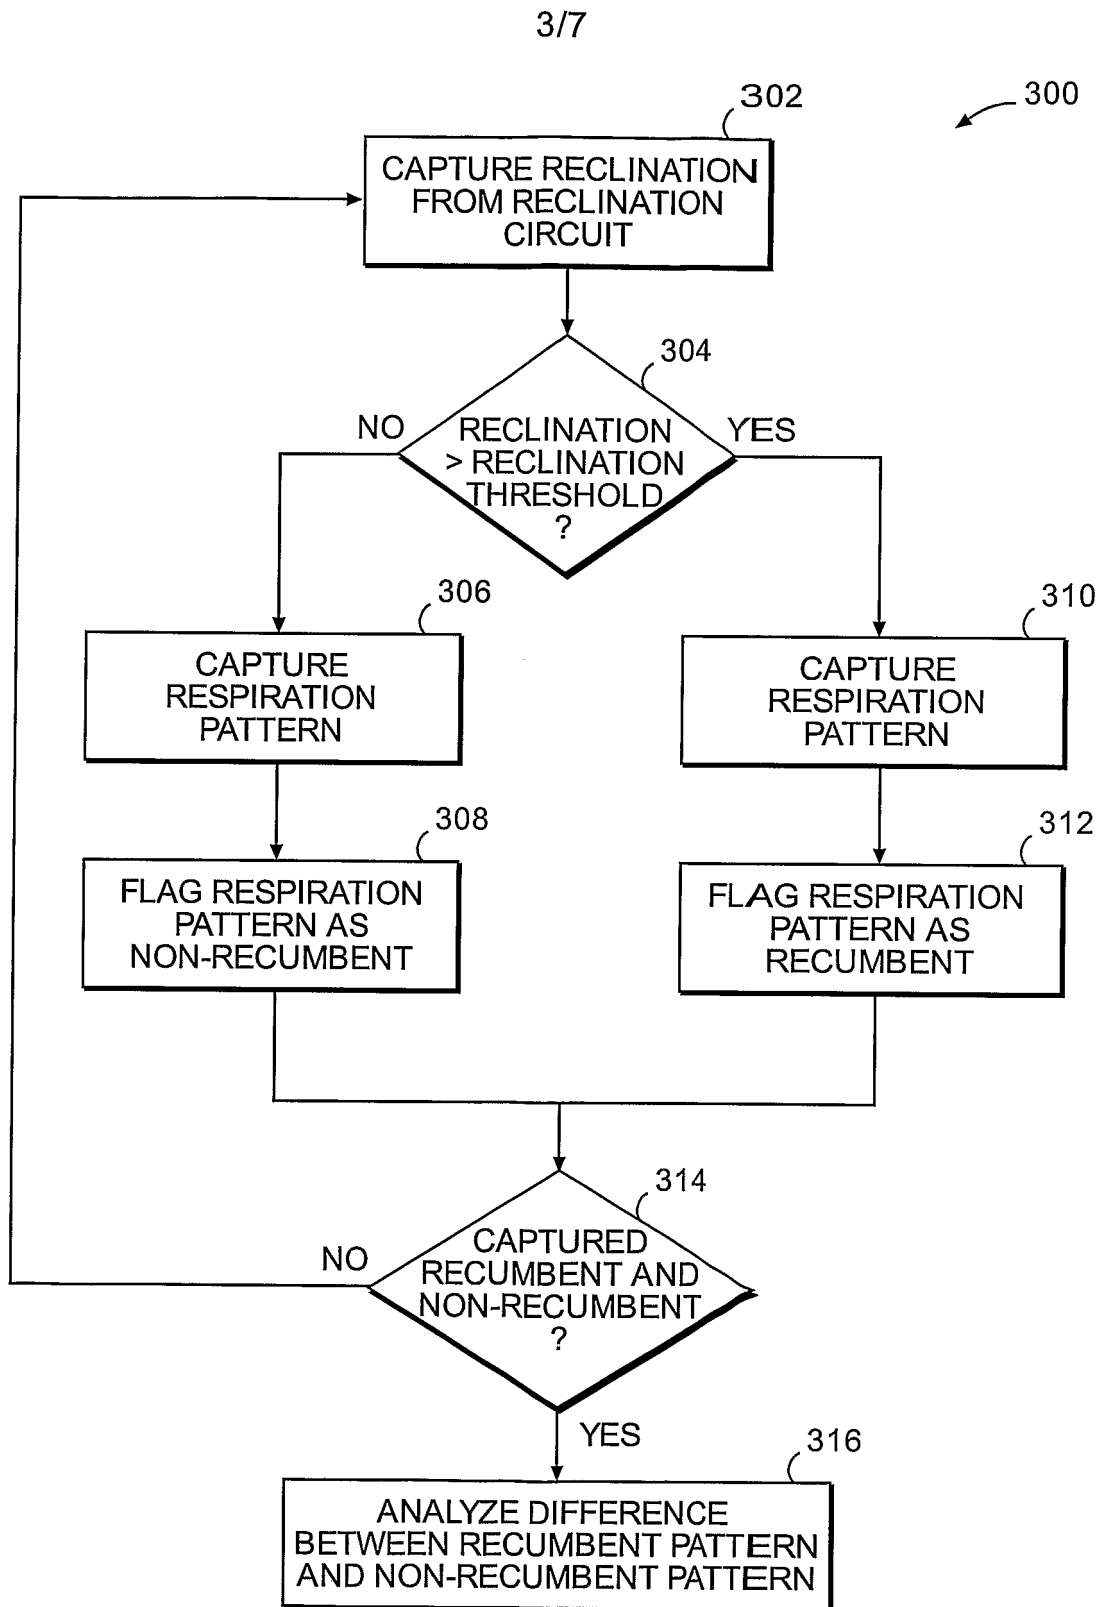 3/7
302
300
CAPTURE RECLINATION
FROM RECLINATION
CIRCUIT
304
NO
YES
RECLINATION
> RECLINATION
THRESHOLD
?
306
310
CAPTURE
RESPIRATION
PATTERN
CAPTURE
RESPIRATION
PATTERN
308
312
FLAG RESPIRATION
PATTERN AS
NON-RECUMBENT
FLAG RESPIRATION
PATTERN AS
RECUMBENT
314
NO
CAPTURED
RECUMBENT AND
NON-RECUMBENT
?
YES
316
ANALYZE DIFFERENCE
BETWEEN RECUMBENT PATTERN
AND NON-RECUMBENT PATTERN